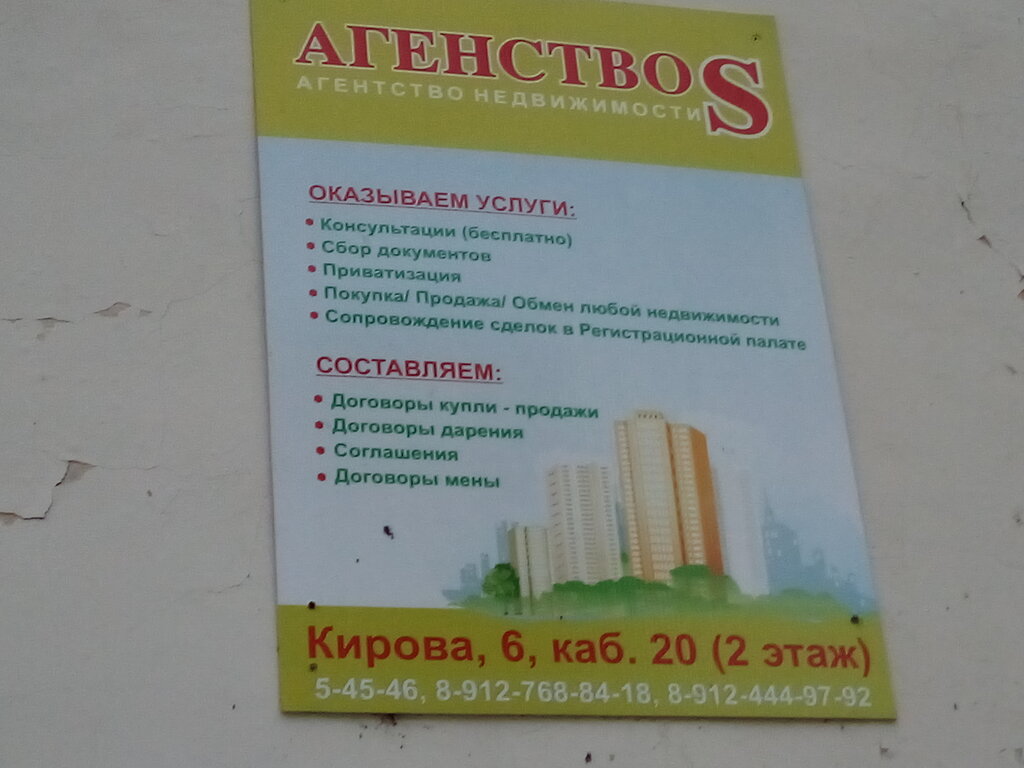 АГЕНСТВО S
АГЕНТСТВО НЕДВИЖИМОСТИ
ОКАЗЫВАЕМ УСЛУГИ:
• Консультации (бесплатно)
• Сбор документов
• Приватизация
• Покупка/ Продажа/ Обмен любой недвижимости
• Сопровождение сделок в Регистрационной палате
СОСТАВЛЯЕМ:
• Договоры купли - продажи
• Договоры дарения
• Соглашения
• Договоры мены
Кирова, 6, каб. 20 (2 этаж)
5-45-46, 8-912-768-84-18, 8-912-444-97-92